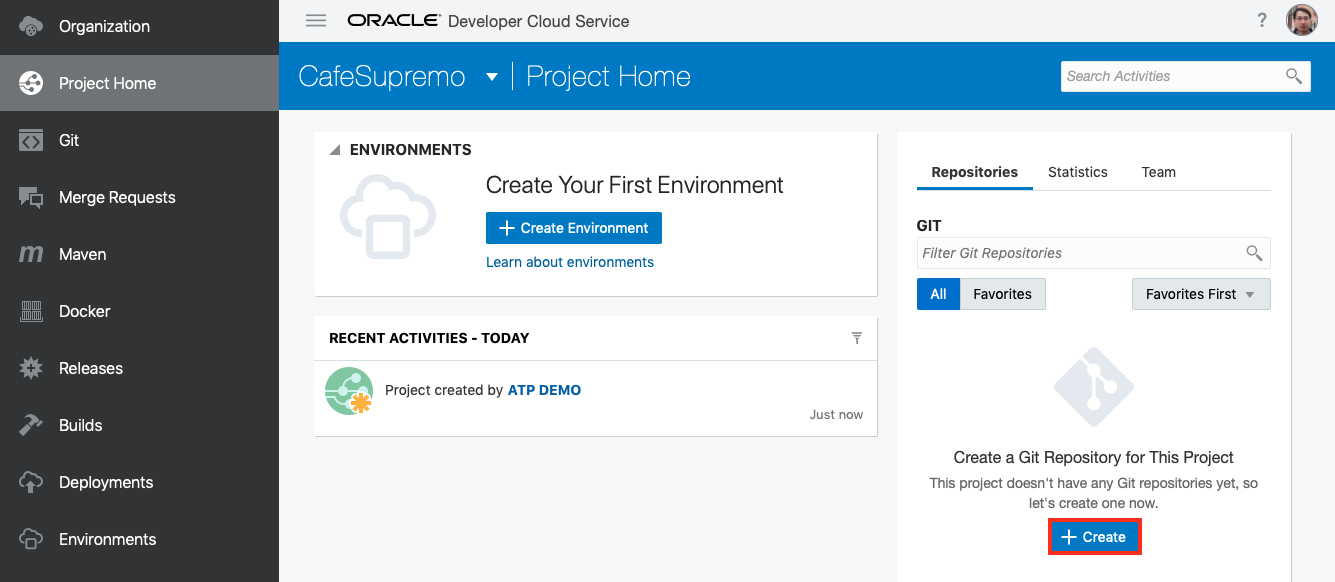 Organization
Project Home
Git
Merge Requests
m Maven
Docker
Releases
Builds
Deployments
Environments
ORACLE Developer Cloud Service
?
CafeSupremo Project Home
Search Activities
ENVIRONMENTS
Create Your First Environment
Create Environment
Learn about environments
RECENT ACTIVITIES - TODAY
Project created by ATP DEMO
Just now
Repositories Statistics Team
GIT
Filter Git Repositories
All Favorites Favorites First
Create a Git Repository for This Project
This project doesn't have any Git repositories yet, so
let's create one now.
Create